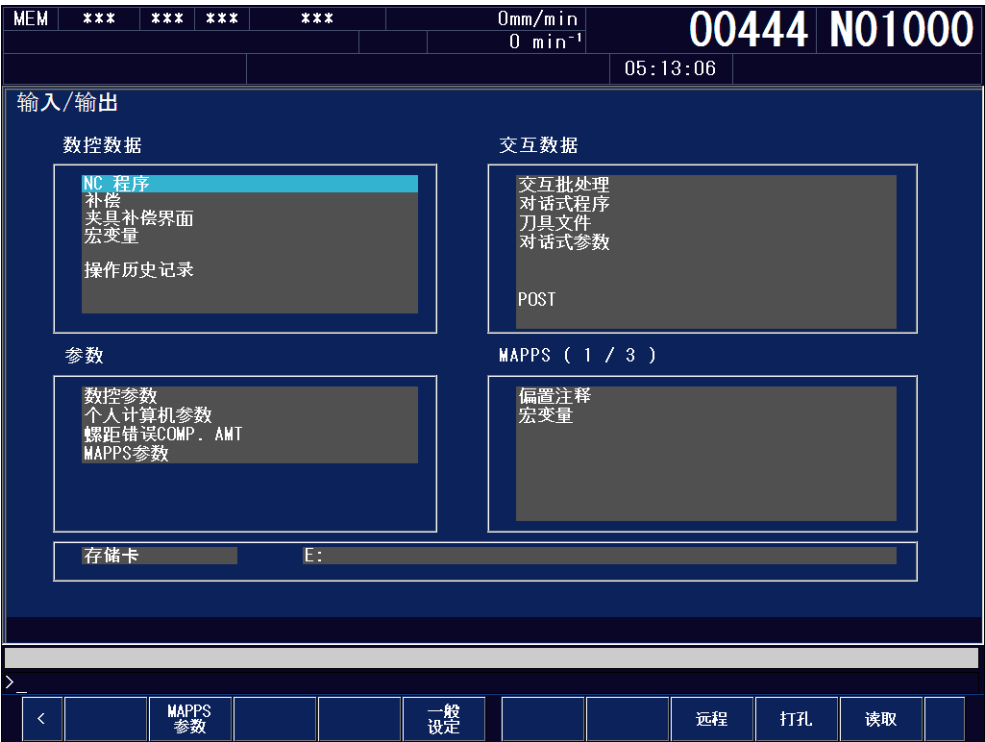 MEM *** *** *** *** 0mm/min 00444 N01000
0 min⁻¹
05:13:06
输入/输出
数控数据
NC 程序
补偿
夹具补偿界面
宏变量
操作历史记录
交互数据
交互批处理
对话式程序
刀具文件
对话式参数
POST
参数
数控参数
个人计算机参数
螺距错误COMP. AMT
MAPPS参数
MAPPS ( 1 / 3 )
偏置注释
宏变量
存储卡 E:
>_
< MAPPS 参数 一般 设定 远程 打孔 读取